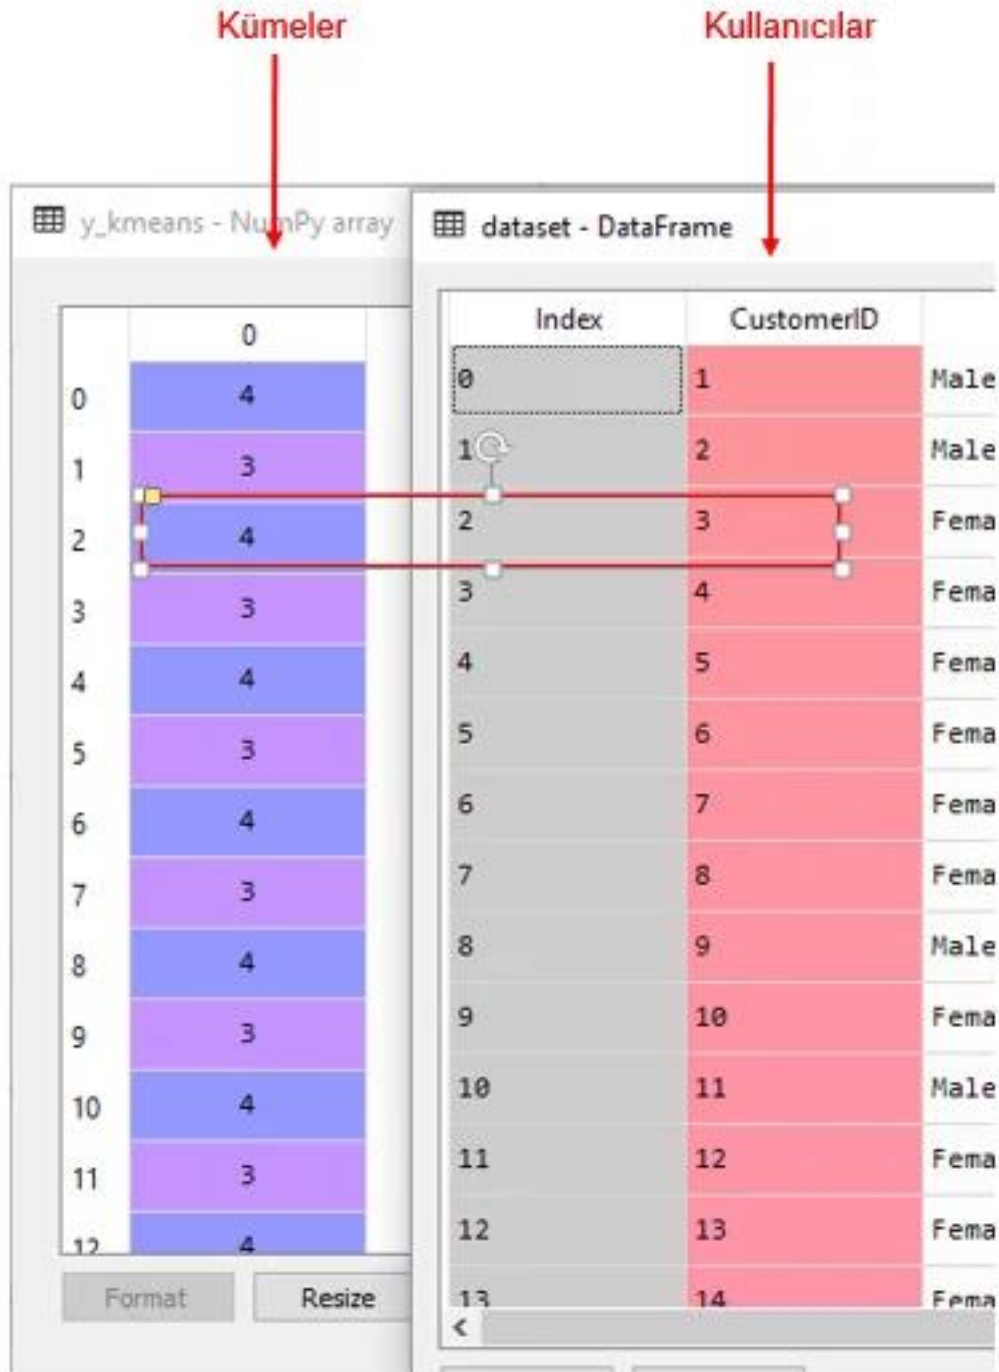 Kümeler Kullanıcılar
y_kmeans - NumPy array dataset - DataFrame
Index CustomerID
0
0 4 0 1 Male
1 3 1 2 Male
2 4 2 3 Fema
3 3 3 4 Fema
4 4 4 5 Fema
5 3 5 6 Fema
6 4 6 7 Fema
7 3 7 8 Fema
8 4 8 9 Male
9 3 9 10 Fema
10 4 10 11 Male
11 3 11 12 Fema
12 4 12 13 Fema
13 14 Fema
Format Resize